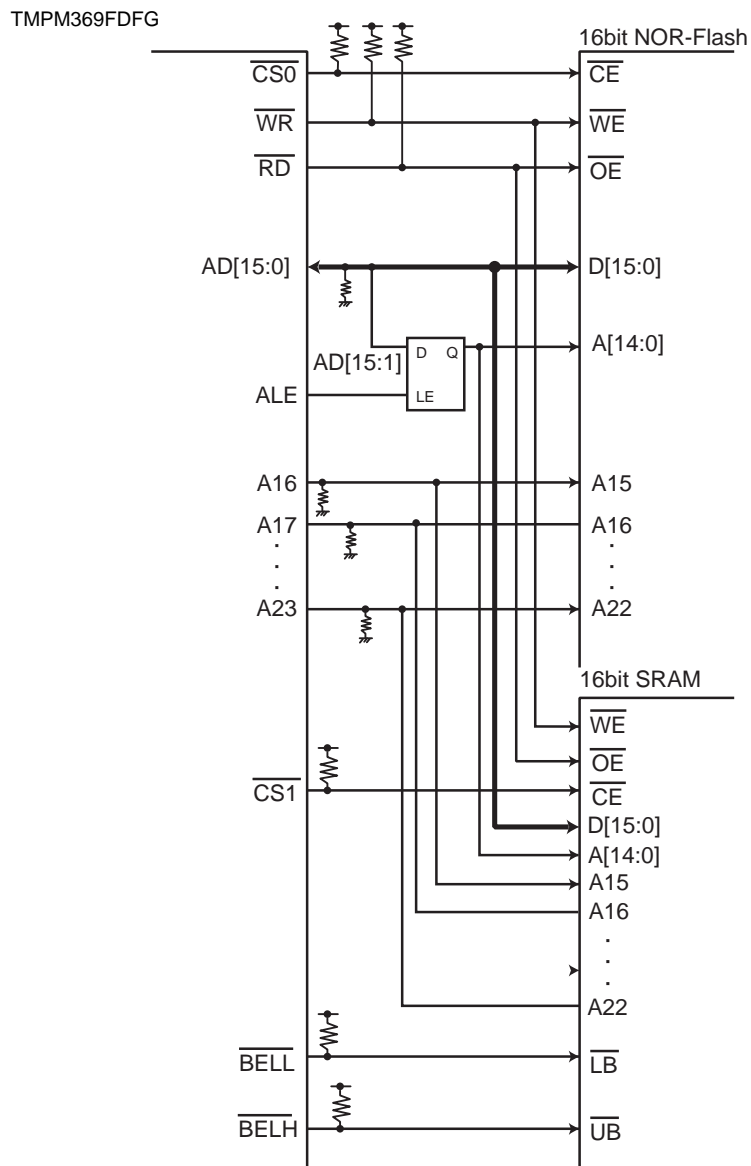 TMPM369FDFG
16bit NOR-Flash
CS0
CE
WR
WE
RD
OE
AD[15:0]
D[15:0]
D Q
A[14:0]
AD[15:1]
ALE
LE
A16
A15
A17
A16
.
.
.
.
.
.
A23
A22
16bit SRAM
WE
OE
CS1
CE
D[15:0]
A[14:0]
A15
A16
.
.
.
A22
BELL
LB
BELH
UB